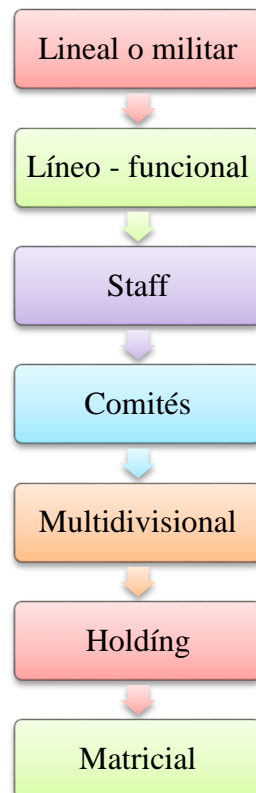 Lineal o militar
Líneo - funcional
Staff
Comités
Multidivisional
Holdíng
Matricial